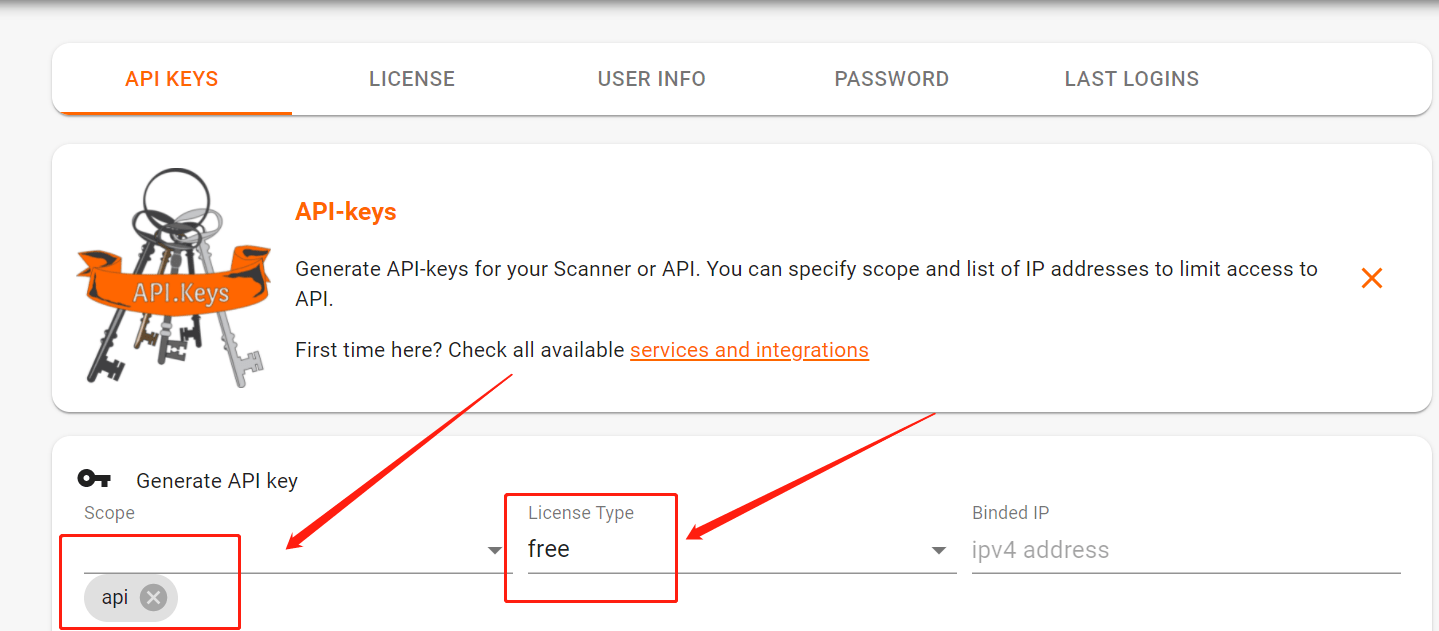 API KEYS
LICENSE
USER INFO
PASSWORD
LAST LOGINS
API.Keys
API-keys
Generate API-keys for your Scanner or API. You can specify scope and list of IP addresses to limit access to
API.
First time here? Check all available services and integrations
Generate API key
Scope
api
License Type
free
Binded IP
ipv4 address